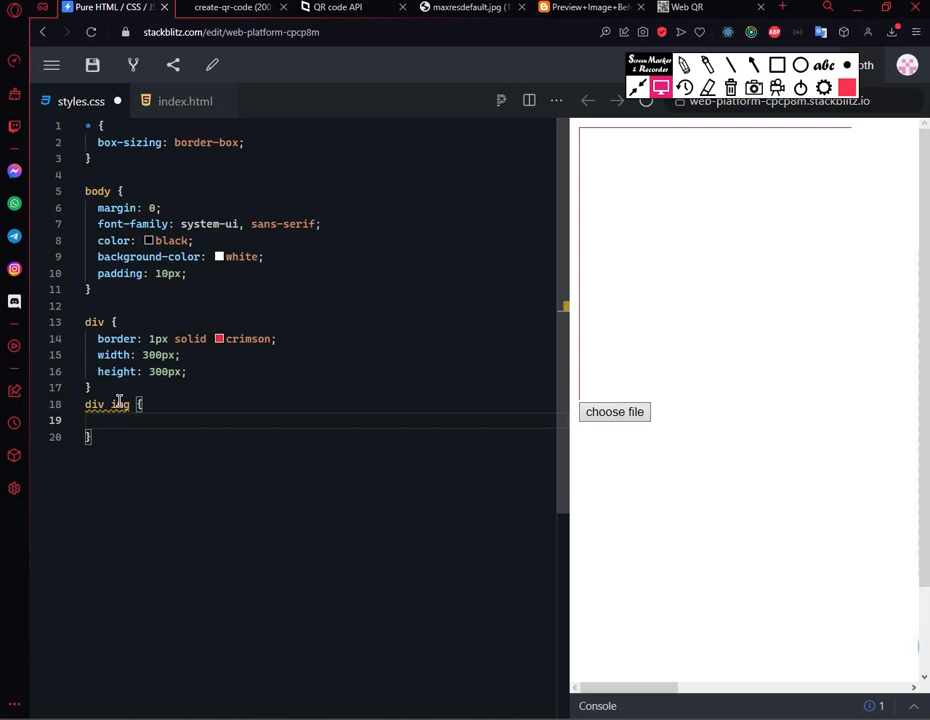 Pure HTML / CSS / J
create-qr-code (200
QR code API
maxresdefault.jpg (1
Preview+Image+Bef
Web QR
stackblitz.com/edit/web-platform-cpcp8m
ABP
Screen Marker & Recorder
abc
oth
styles.css
index.html
web-platform-cpcp8m.stackblitz.io
1 * {
2 box-sizing: border-box;
3 }
4
5 body {
6 margin: 0;
7 font-family: system-ui, sans-serif;
8 color: black;
9 background-color: white;
10 padding: 10px;
11 }
12
13 div {
14 border: 1px solid crimson;
15 width: 300px;
16 height: 300px;
17 }
18 div img {
19
20 }
choose file
Console
1